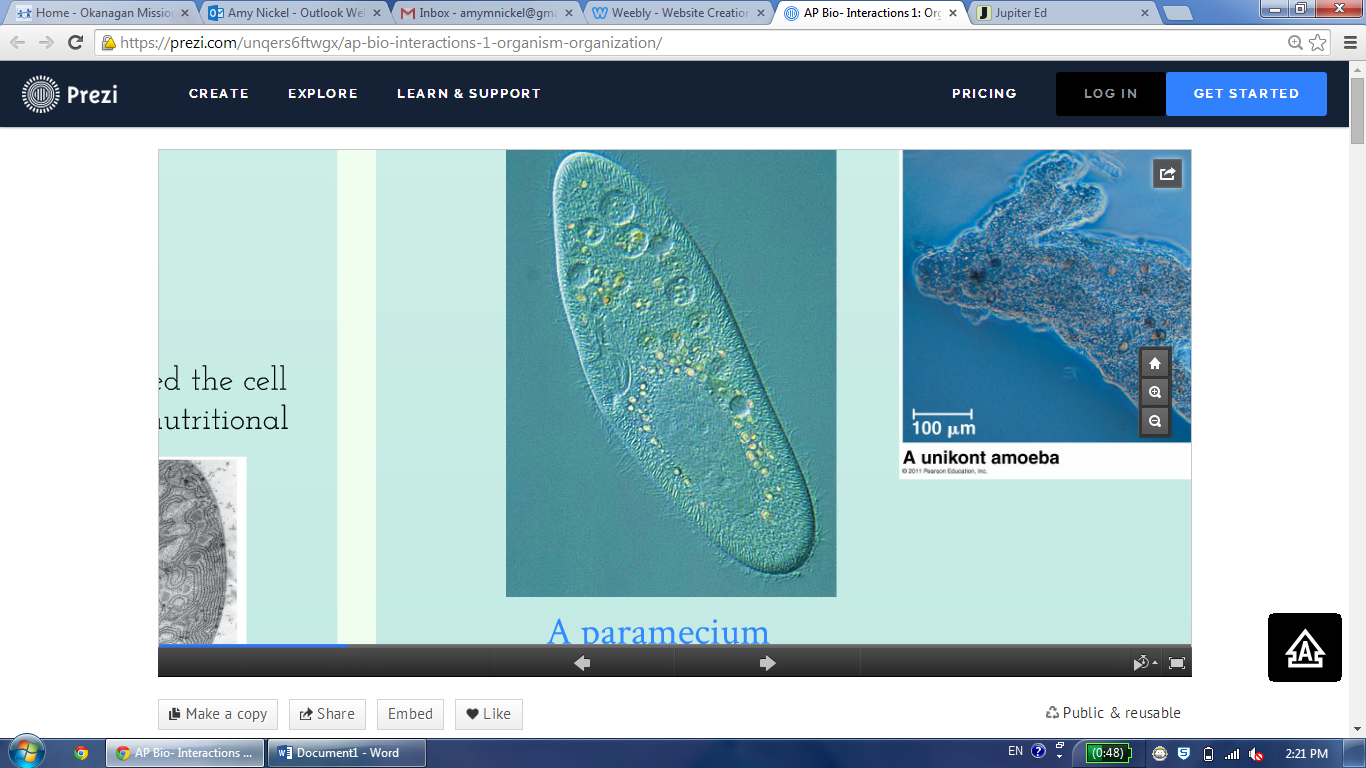 Home - Okanagan Mission
Amy Nickel - Outlook We
Inbox - amymnickel@gma
Weebly - Website Creation
AP Bio- Interactions 1: Org
Jupiter Ed
https://prezi.com/unqers6ftwgx/ap-bio-interactions-1-organism-organization/
Prezi
CREATE
EXPLORE
LEARN & SUPPORT
PRICING
LOG IN
GET STARTED
ed the cell
nutritional
100 µm
A unikont amoeba
© 2011 Pearson Education, Inc.
A paramecium
Make a copy
Share
Embed
Like
Public & reusable
A
AP Bio- Interactions ...
Document1 - Word
EN
(0:48)
2:21 PM